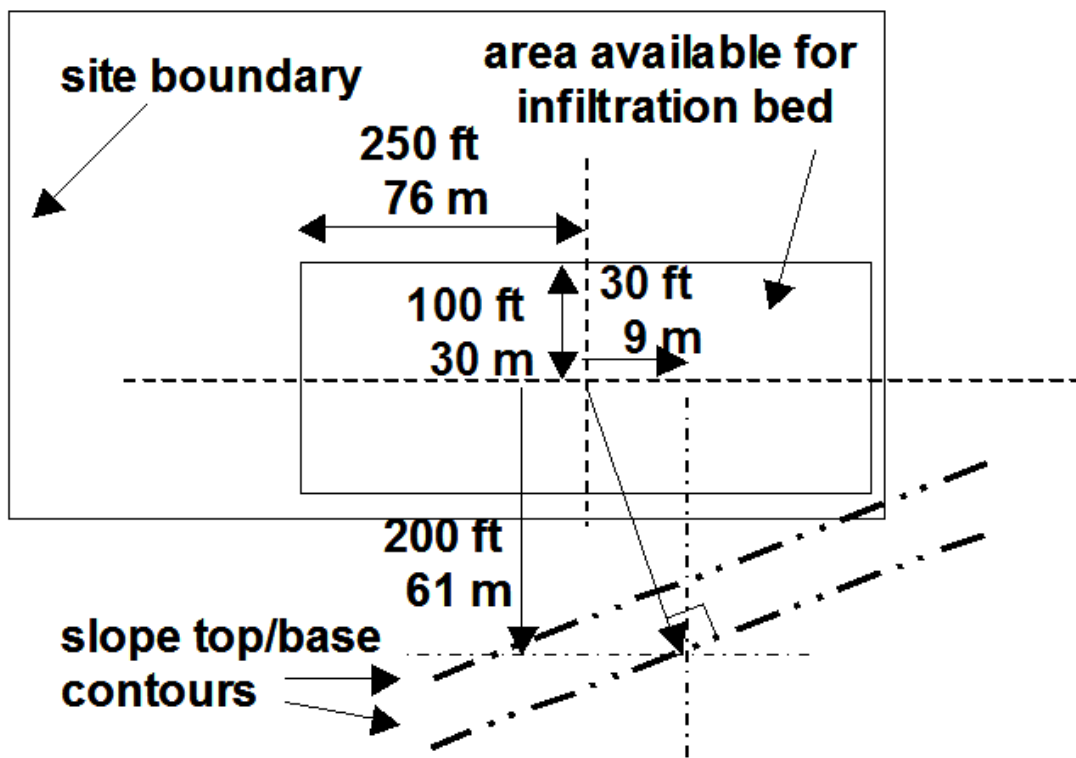 site boundary
area available for
infiltration bed
250 ft
76 m
100 ft
30 m
30 ft
9 m
200 ft
61 m
slope top/base
contours